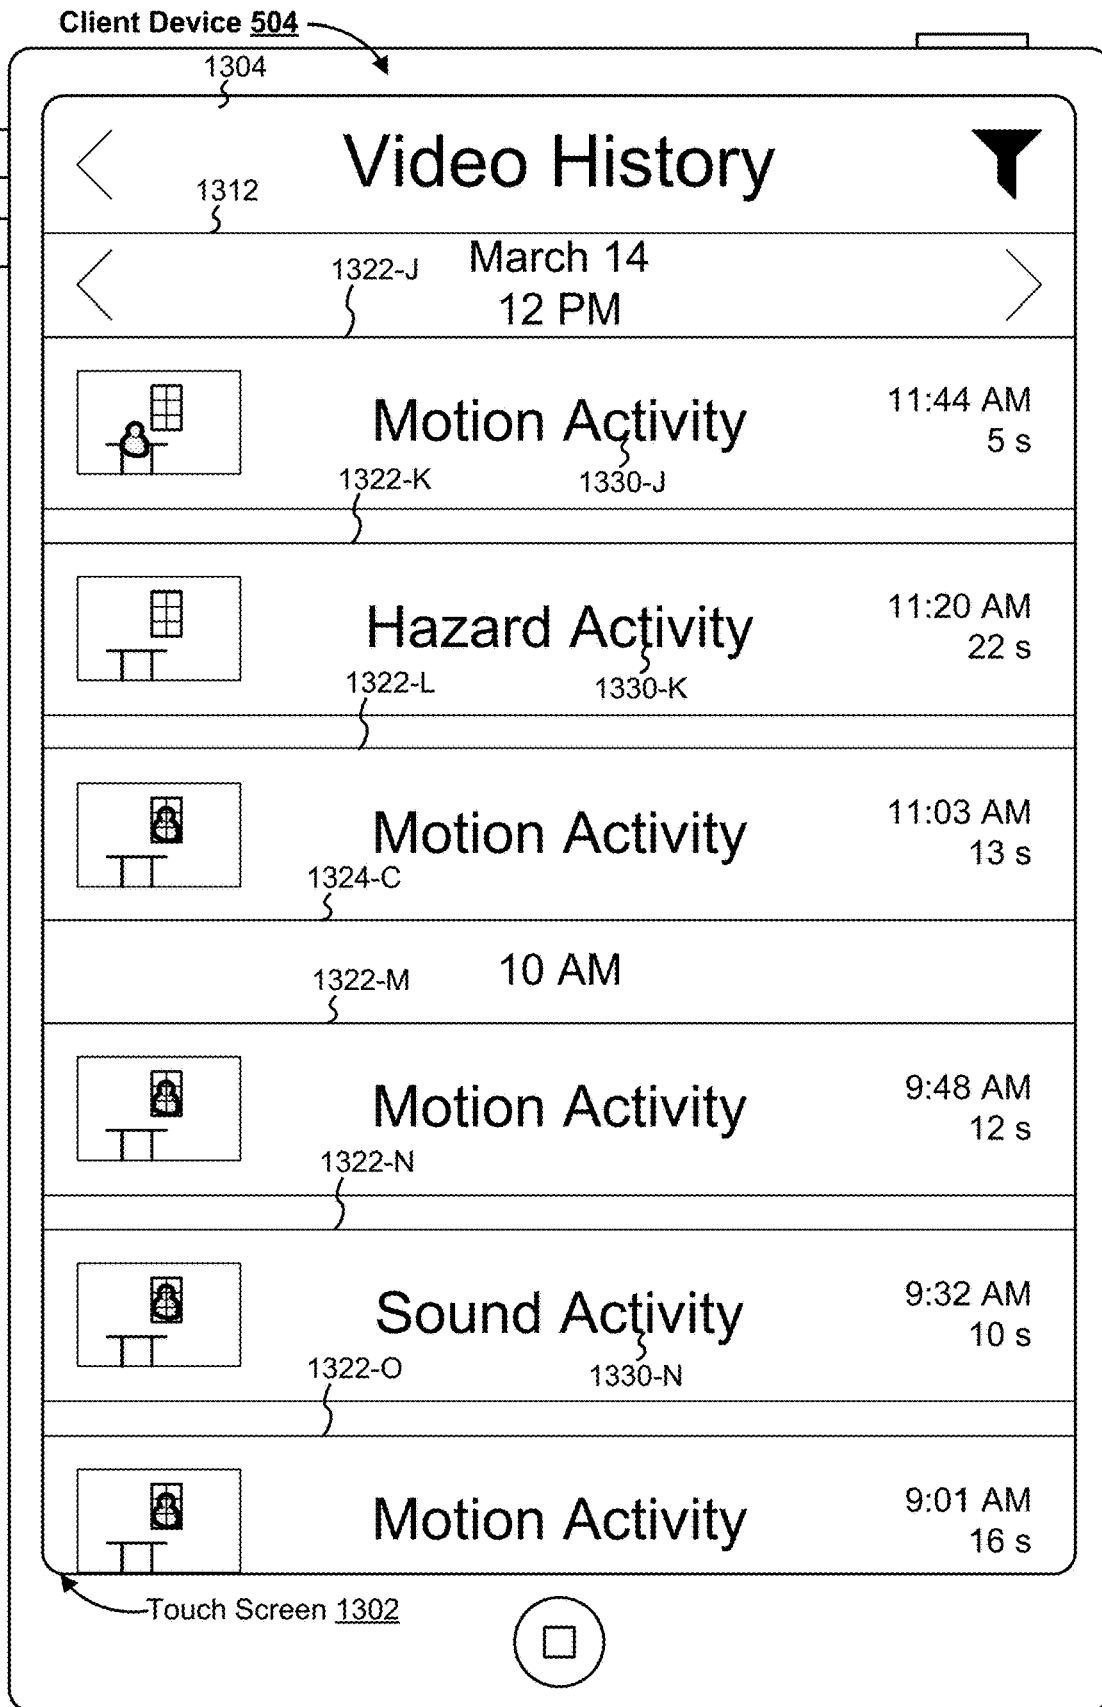 Client Device 504
1304
Video History
1312
March 14
1322-J
12 PM
Motion Activity
11:44 AM
5 s
1330-J
1322-K
Hazard Activity
11:20 AM
22 s
1330-K
1322-L
Motion Activity
11:03 AM
13 s
1324-C
10 AM
1322-M
Motion Activity
9:48 AM
12 s
1322-N
Sound Activity
9:32 AM
10 s
1330-N
1322-O
Motion Activity
9:01 AM
16 s
Touch Screen 1302